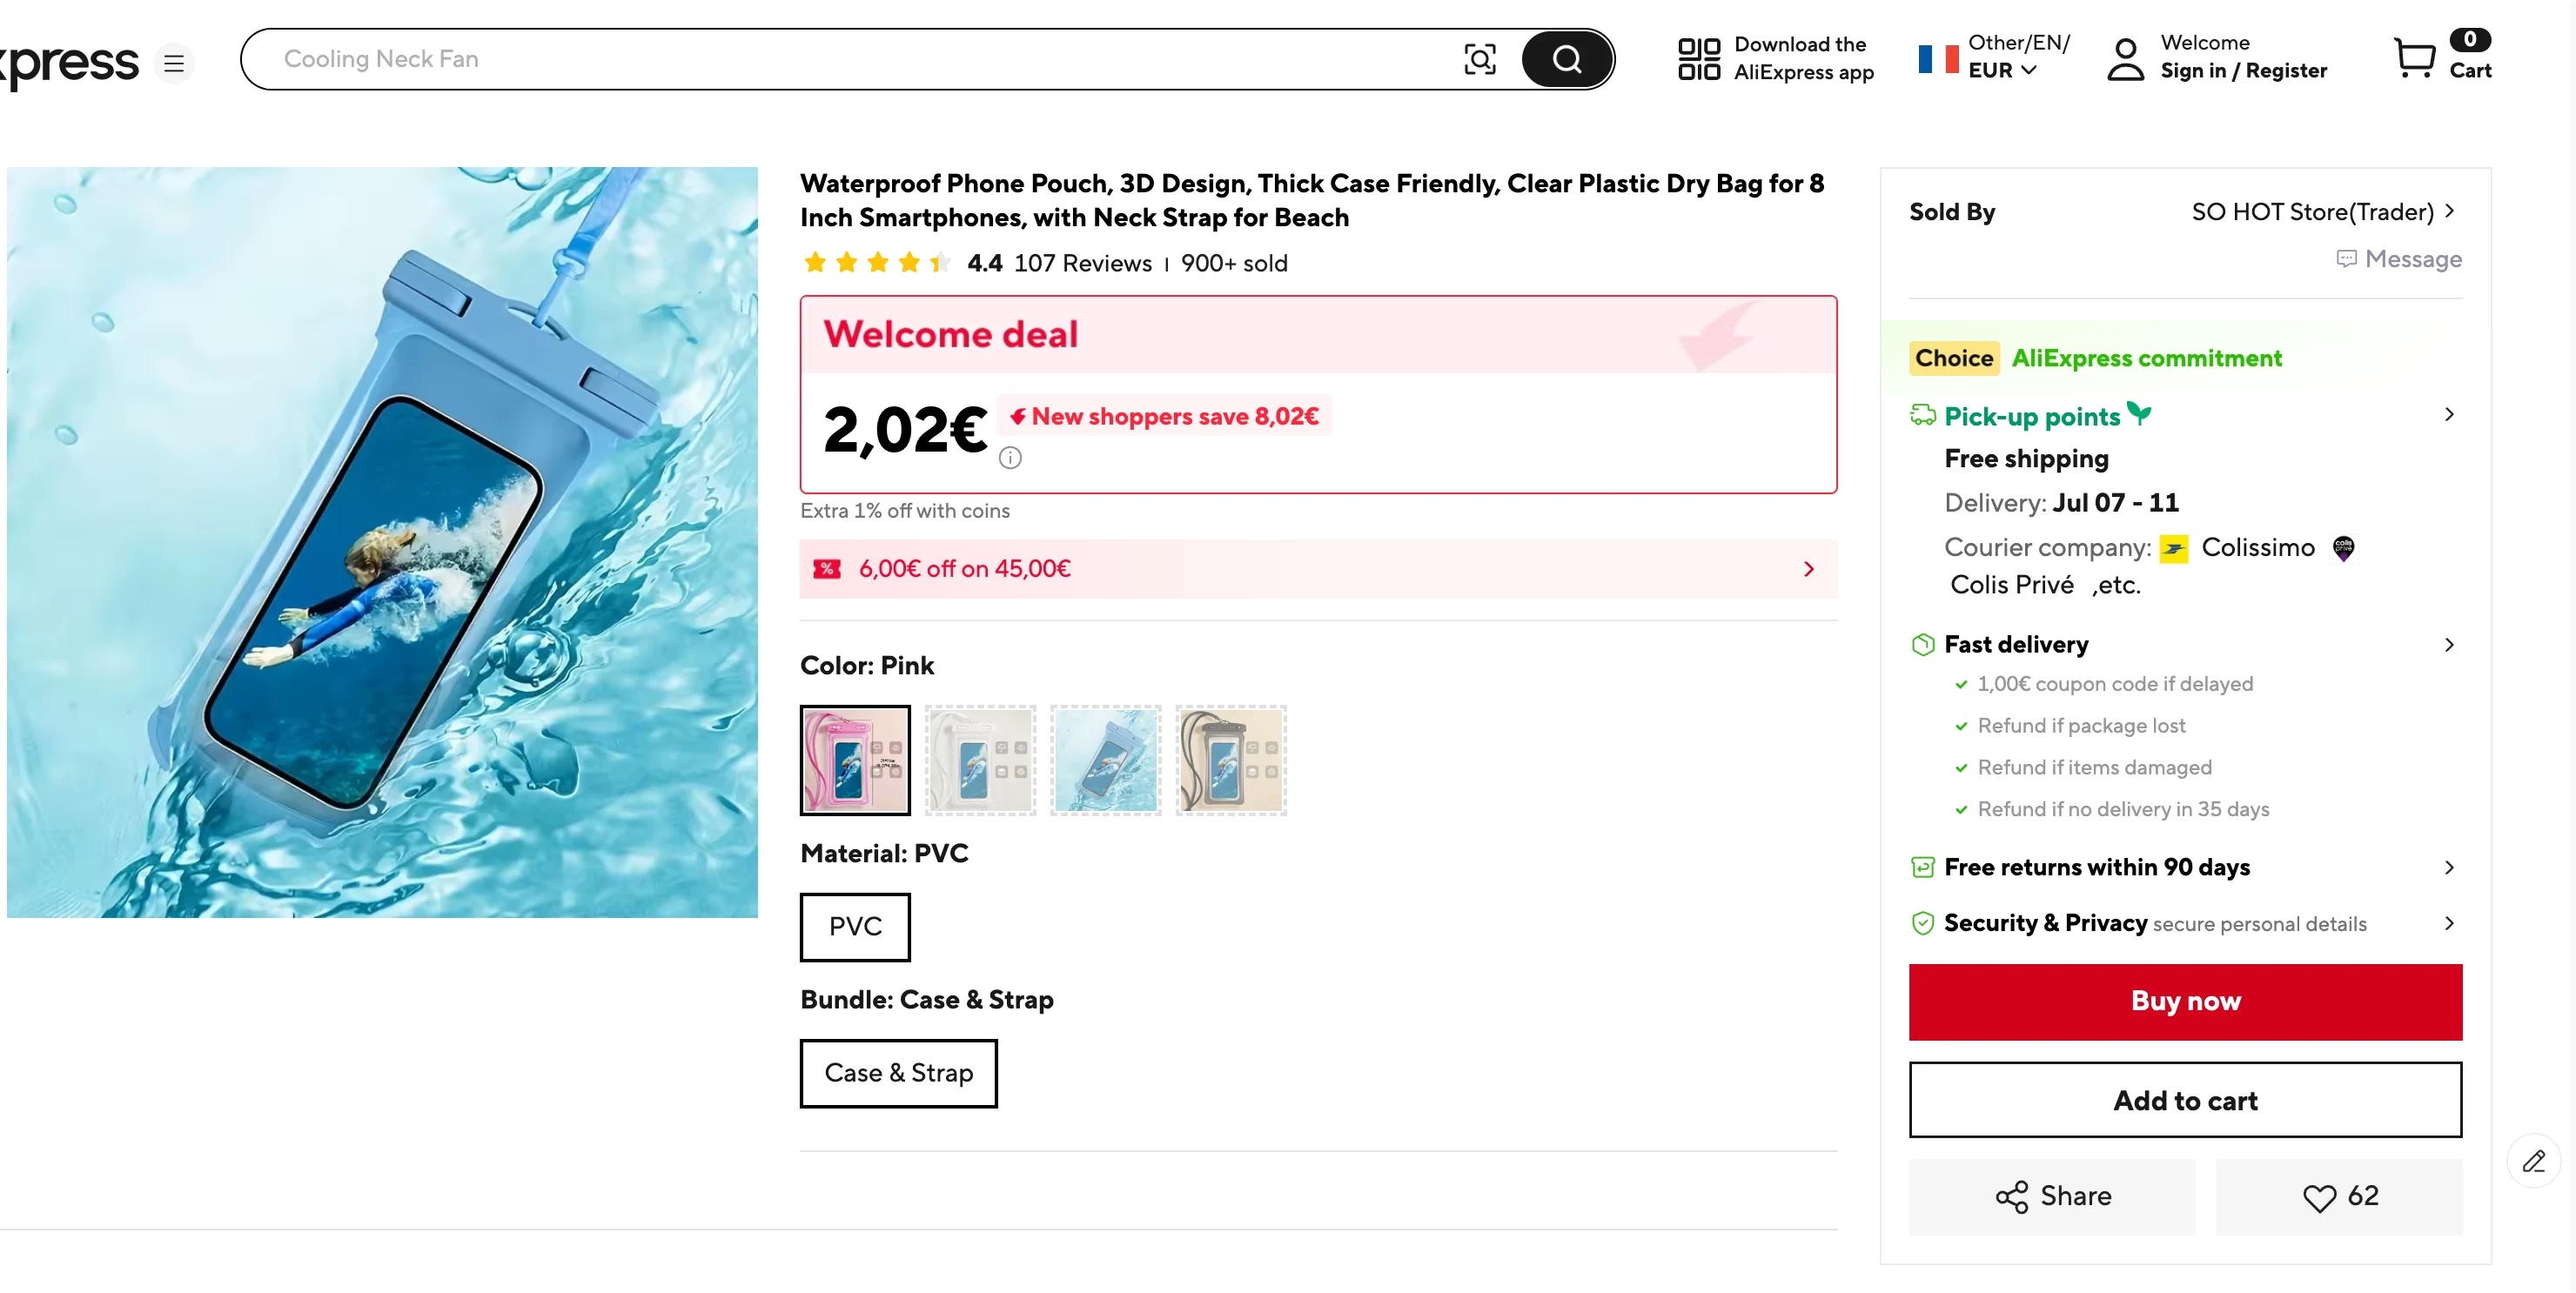 xpress
Cooling Neck Fan
Download the
AliExpress app
Other/EN/
EUR
Welcome
Sign in / Register
0
Cart
Waterproof Phone Pouch, 3D Design, Thick Case Friendly, Clear Plastic Dry Bag for 8
Inch Smartphones, with Neck Strap for Beach
4.4 107 Reviews | 900+ sold
Welcome deal
2,02€ New shoppers save 8,02€
Extra 1% off with coins
% 6,00€ off on 45,00€
Color: Pink
Material: PVC
PVC
Bundle: Case & Strap
Case & Strap
Sold By SO HOT Store(Trader)
Message
Choice AliExpress commitment
Pick-up points
Free shipping
Delivery: Jul 07 - 11
Courier company: Colissimo
Colis Privé ,etc.
Fast delivery
1,00€ coupon code if delayed
Refund if package lost
Refund if items damaged
Refund if no delivery in 35 days
Free returns within 90 days
Security & Privacy secure personal details
Buy now
Add to cart
Share
62